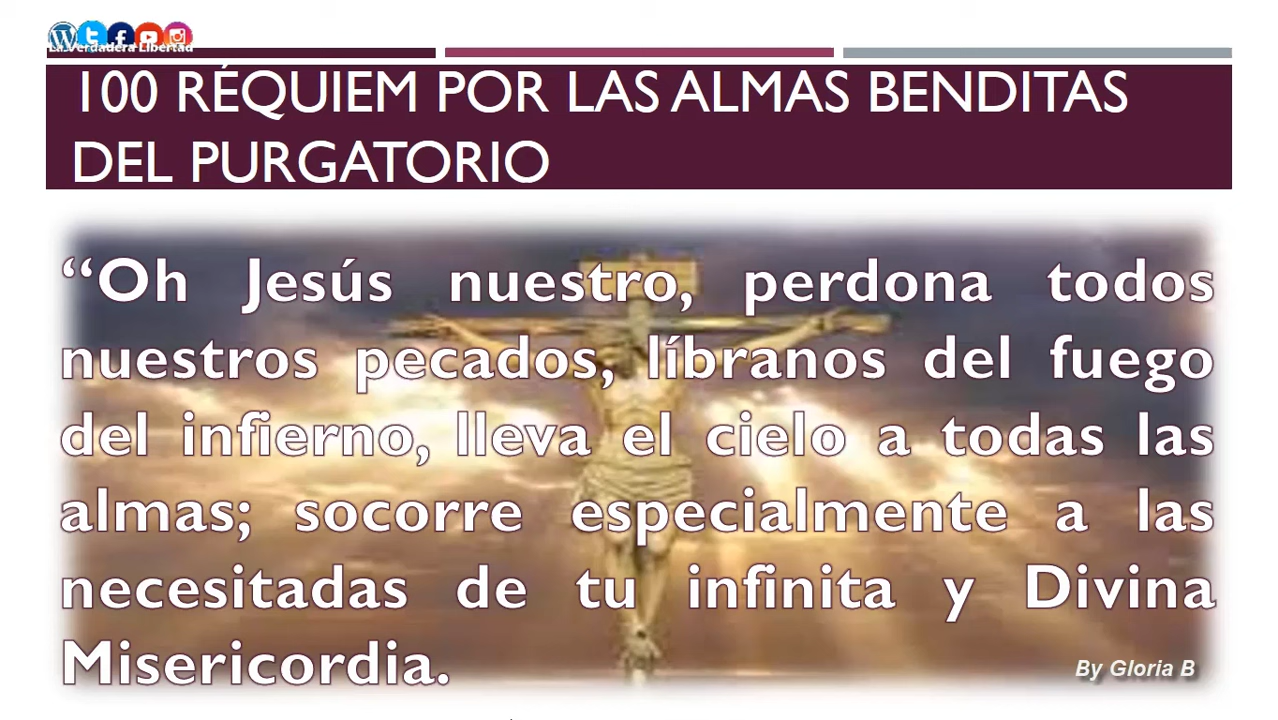 La Verdadera Libertad
100 RÉQUIEM POR LAS ALMAS BENDITAS
DEL PURGATORIO
“Oh Jesús nuestro, perdona todos
nuestros pecados, líbranos del fuego
del infierno, lleva el cielo a todas las
almas; socorre especialmente a las
necesitadas de tu infinita y Divina
Misericordia.
By Gloria B